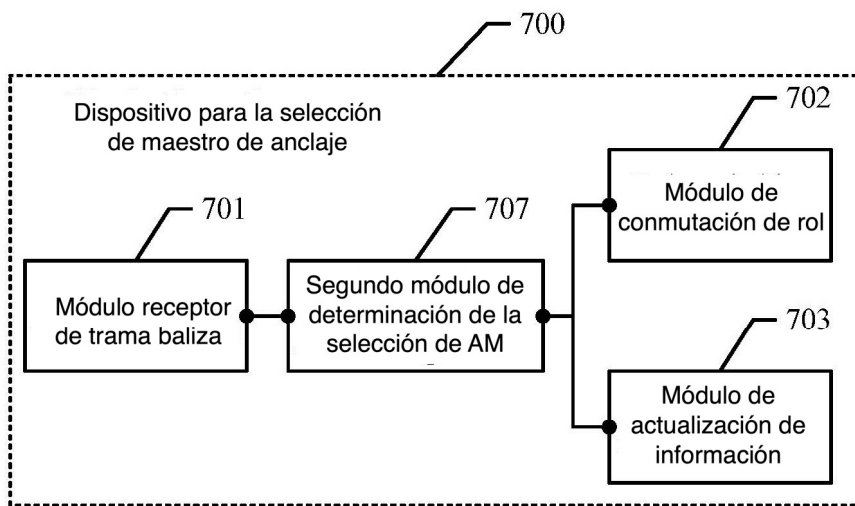 700
Dispositivo para la selección
de maestro de anclaje
702
Módulo de
conmutación de rol
701
Módulo receptor
de trama baliza
707
Segundo módulo de
determinación de la
selección de AM
703
Módulo de
actualización de
información